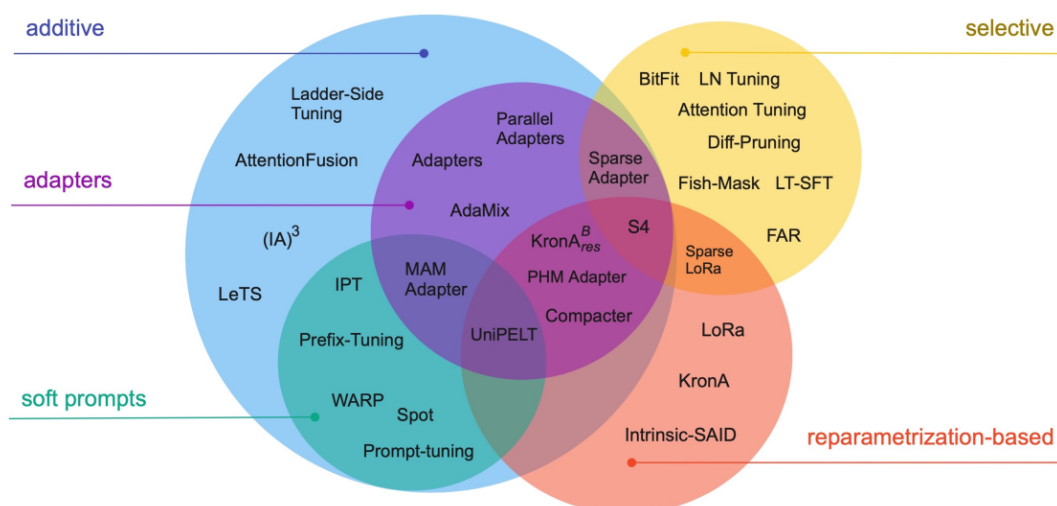 additive
selective
BitFit
LN Tuning
Ladder-Side
Tuning
Attention Tuning
Parallel
Adapters
Diff-Pruning
AttentionFusion
Adapters
Sparse
Adapter
adapters
Fish-Mask
LT-SFT
AdaMix
S4
FAR
(IA)³
KronA^B_res
Sparse
LoRa
MAM
Adapter
PHM Adapter
IPT
LeTS
Compacter
UniPELT
LoRa
Prefix-Tuning
KronA
soft prompts
WARP
Spot
Intrinsic-SAID
reparametrization-based
Prompt-tuning